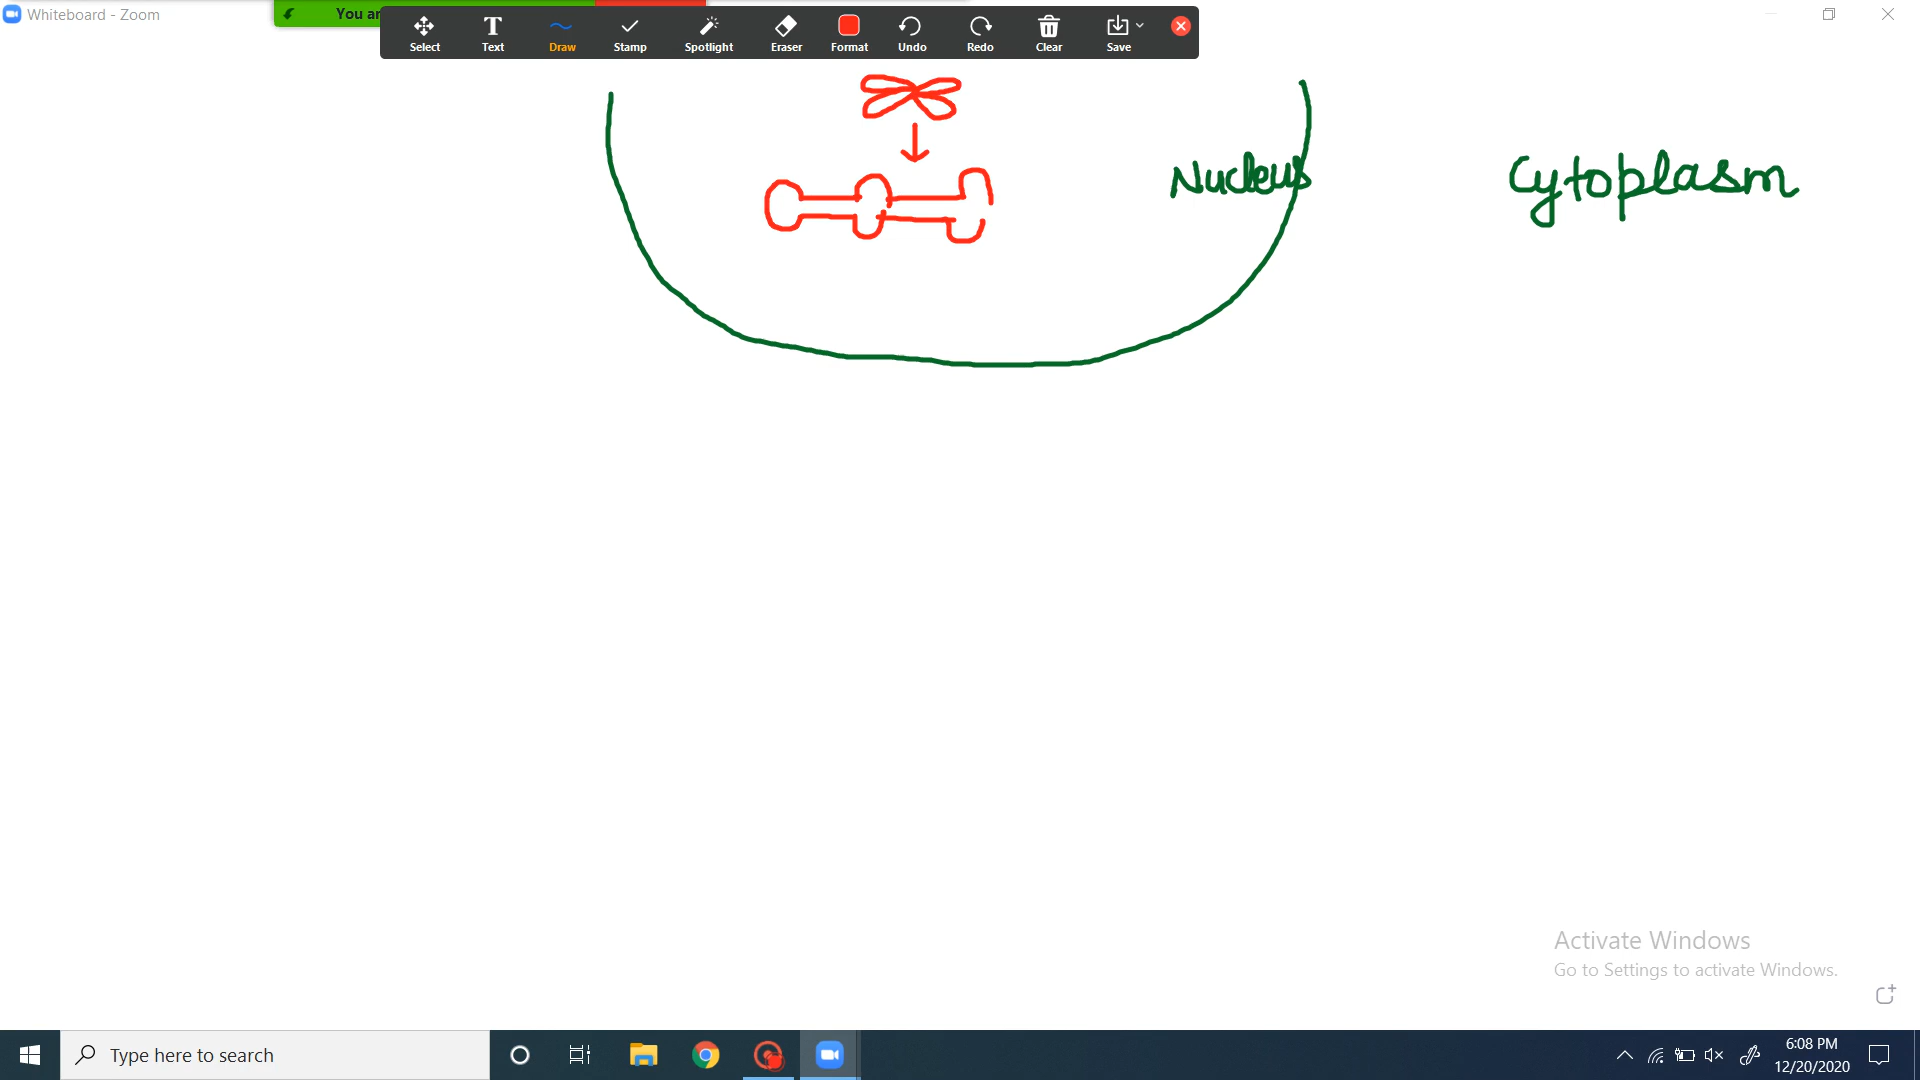 Whiteboard - Zoom
You ar
Select Text Draw Stamp Spotlight Eraser Format Undo Redo Clear Save
Nucleus
Cytoplasm
Activate Windows
Go to Settings to activate Windows.
Type here to search
6:08 PM
12/20/2020